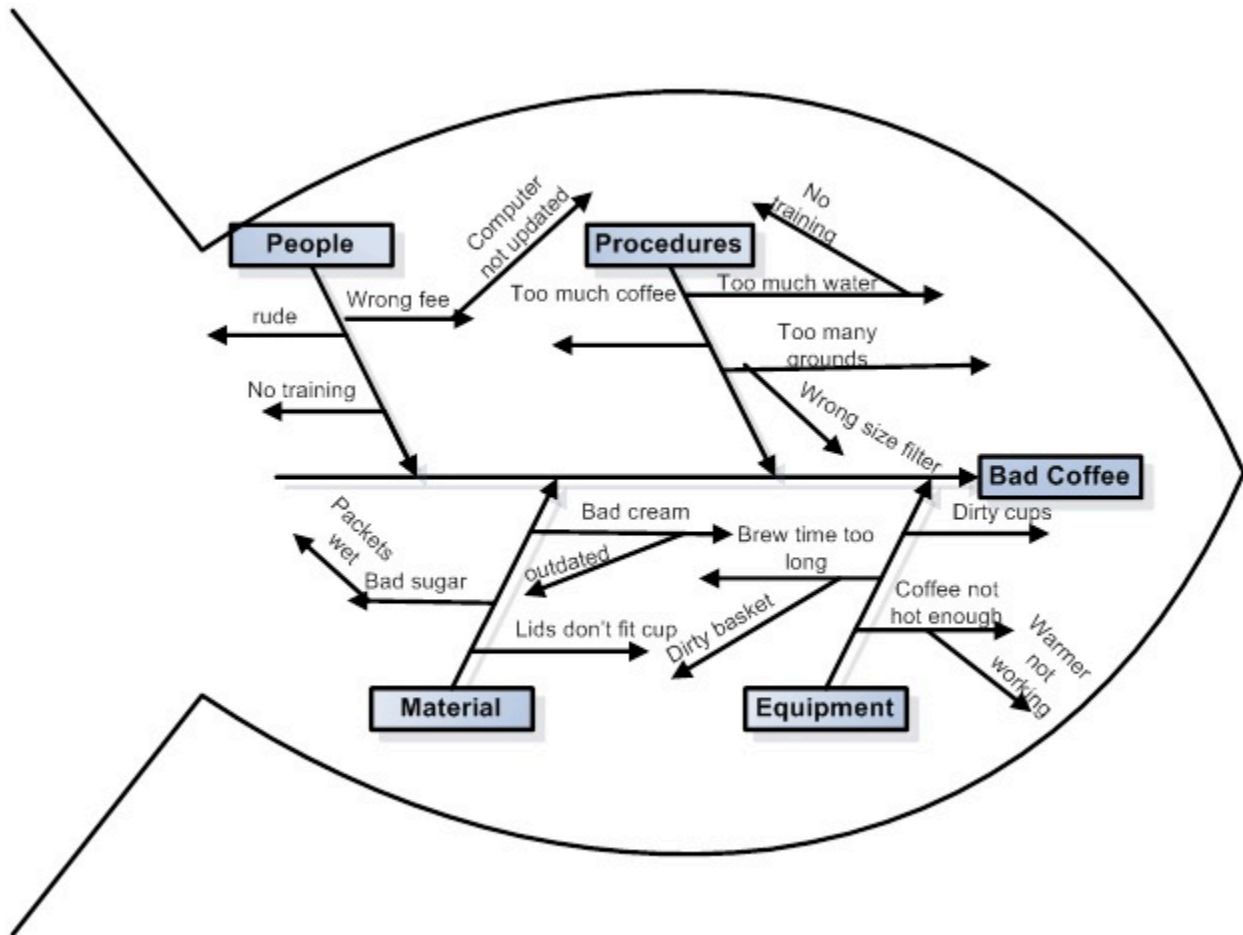 People
Wrong fee
Computer
not updated
rude
No training
Procedures
No
training
Too much coffee
Too much water
Too many
grounds
Wrong size filter
Bad Coffee
Packets
wet
Bad sugar
Bad cream
outdated
Lids don't fit cup
Material
Brew time too
long
Dirty basket
Dirty cups
Coffee not
hot enough
Warmer
not
working
Equipment